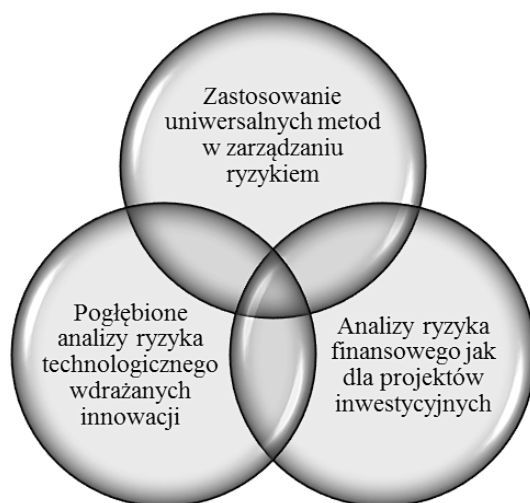 Zastosowanie
uniwersalnych metod
w zarządzaniu
ryzykiem
Pogłębione
analizy ryzyka
technologicznego
wdrażanych
innowacji
Analizy ryzyka
finansowego jak
dla projektów
inwestycyjnych